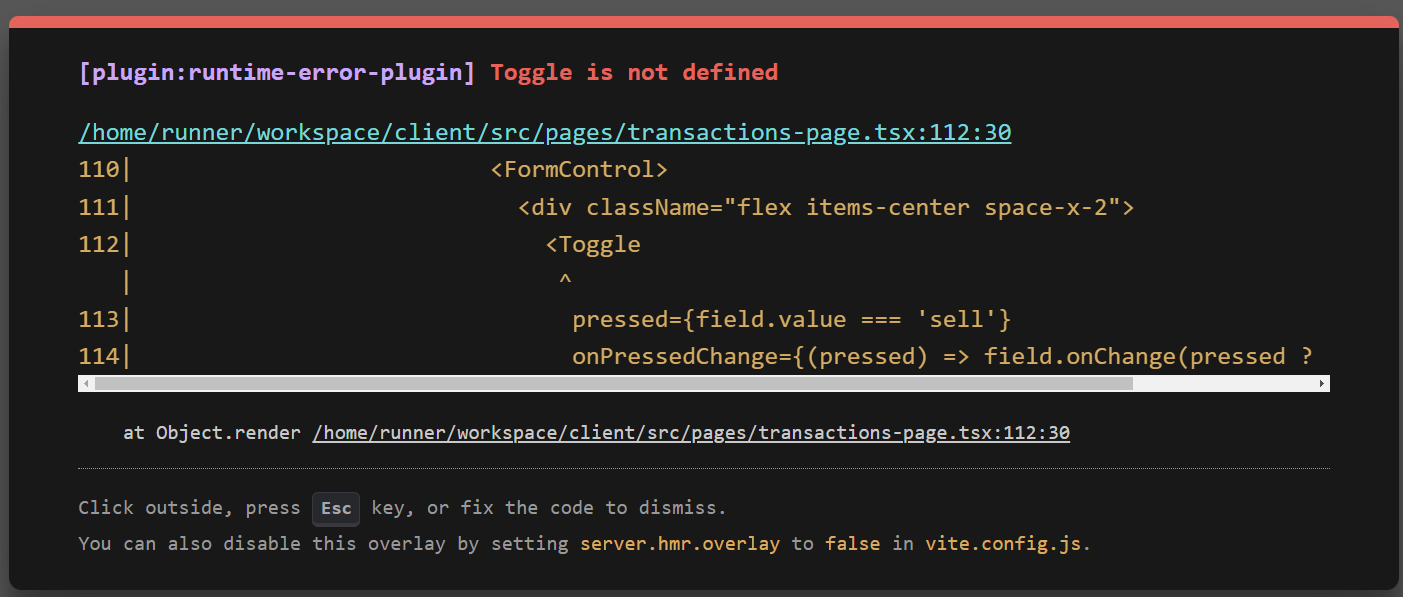 [plugin:runtime-error-plugin] Toggle is not defined
/home/runner/workspace/client/src/pages/transactions-page.tsx:112:30
110|                          <FormControl>
111|                            <div className="flex items-center space-x-2">
112|                              <Toggle
   |                               ^
113|                                pressed={field.value === 'sell'}
114|                                onPressedChange={(pressed) => field.onChange(pressed ?
at Object.render /home/runner/workspace/client/src/pages/transactions-page.tsx:112:30
Click outside, press Esc key, or fix the code to dismiss.
You can also disable this overlay by setting server.hmr.overlay to false in vite.config.js.